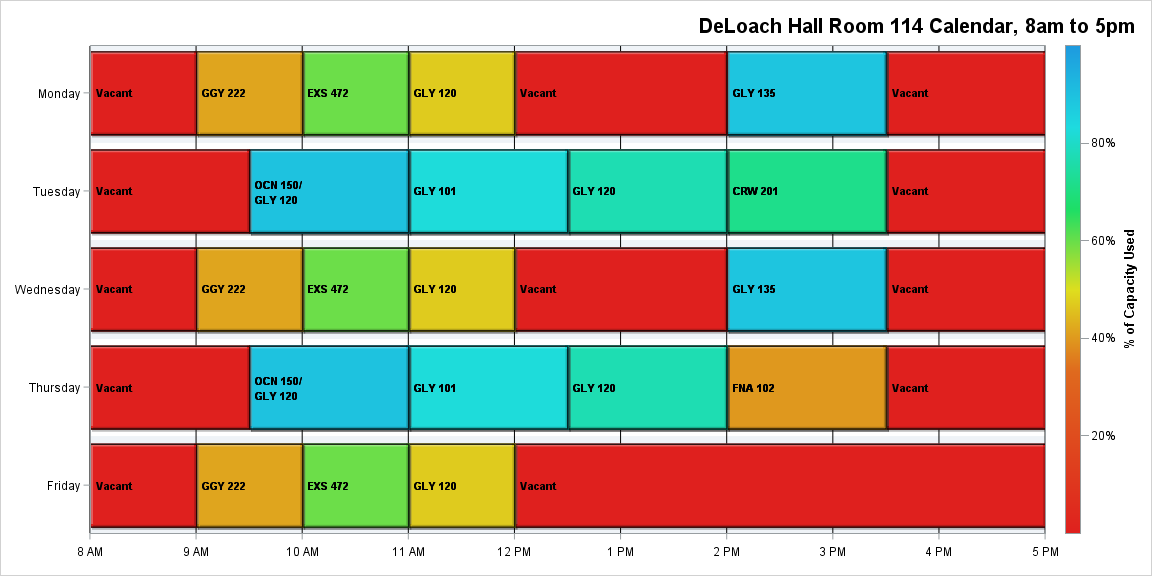 DeLoach Hall Room 114 Calendar, 8am to 5pm
Monday
Vacant
GGY 222
EXS 472
GLY 120
Vacant
GLY 135
Vacant
Tuesday
Vacant
OCN 150/
GLY 120
GLY 101
GLY 120
CRW 201
Vacant
Wednesday
Vacant
GGY 222
EXS 472
GLY 120
Vacant
GLY 135
Vacant
Thursday
Vacant
OCN 150/
GLY 120
GLY 101
GLY 120
FNA 102
Vacant
Friday
Vacant
GGY 222
EXS 472
GLY 120
Vacant
8 AM
9 AM
10 AM
11 AM
12 PM
1 PM
2 PM
3 PM
4 PM
5 PM
80%
60%
40%
20%
% of Capacity Used